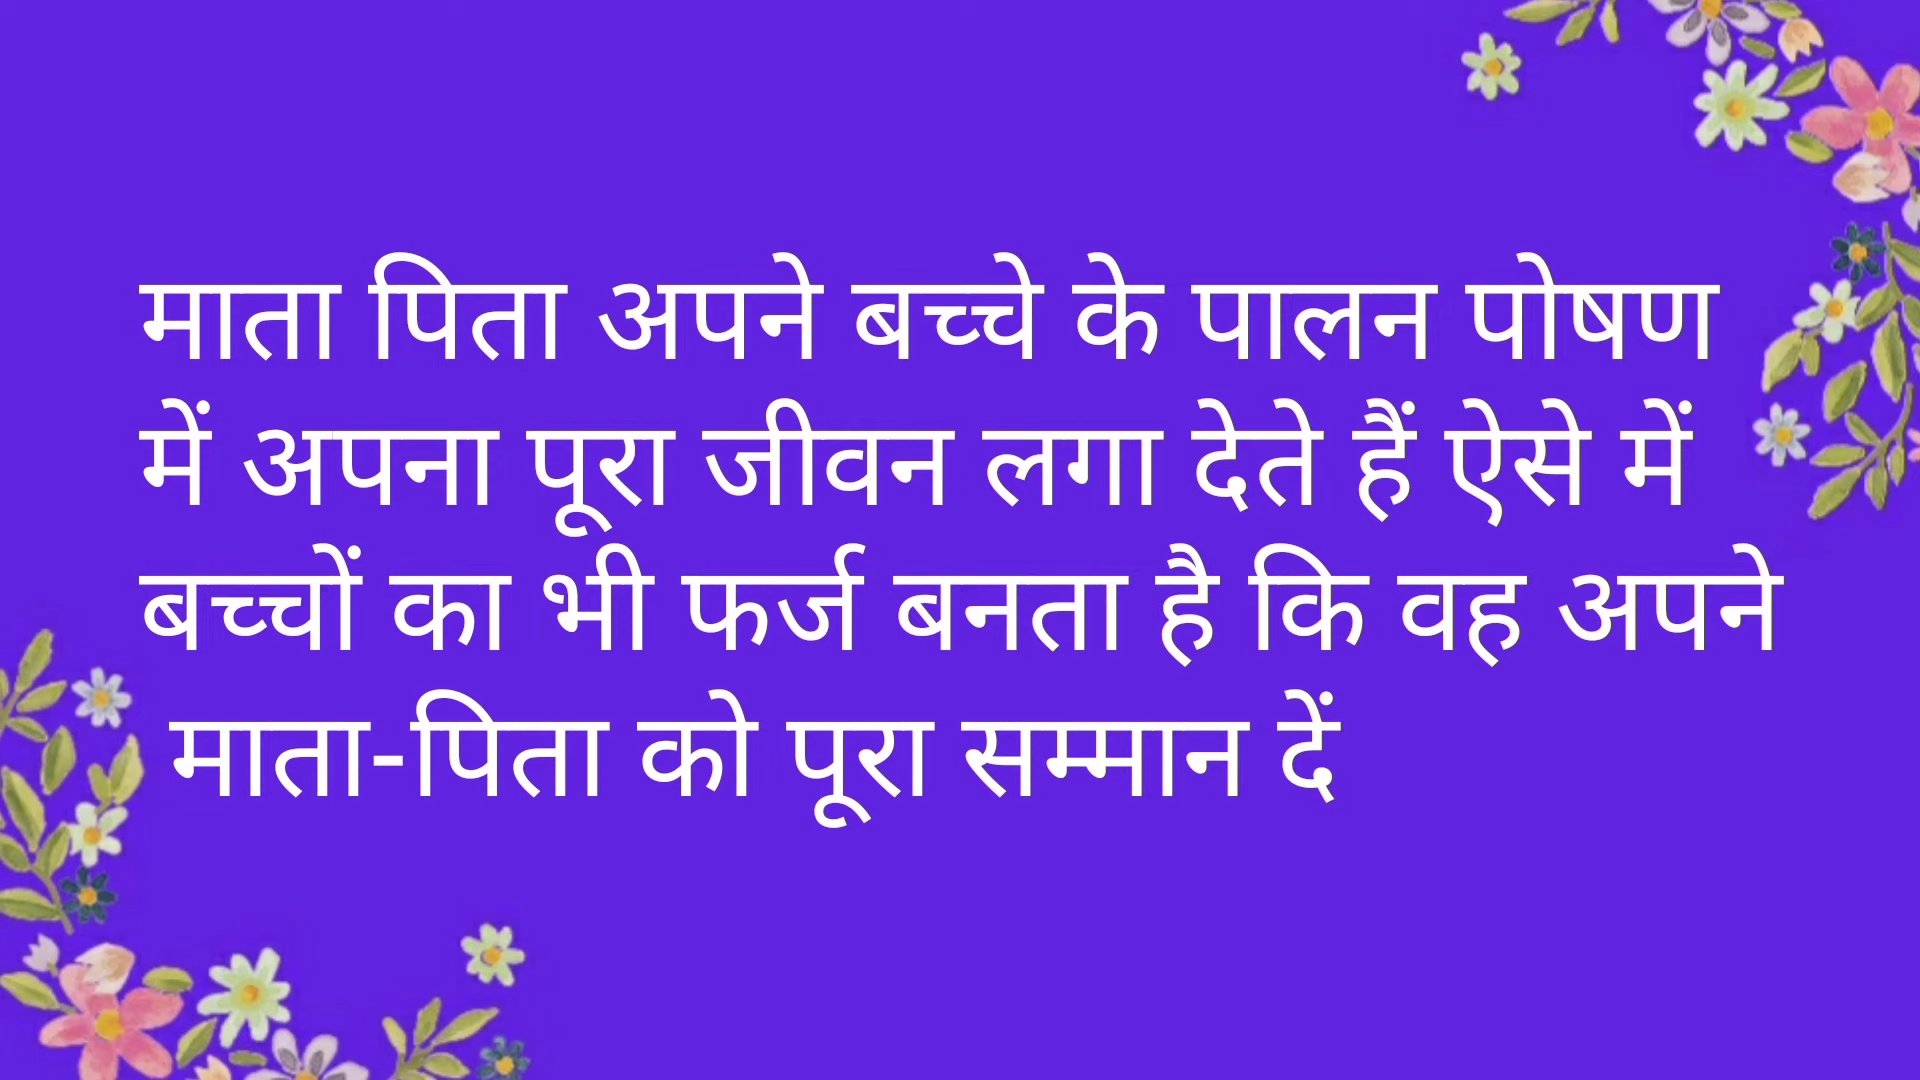 माता पिता अपने बच्चे के पालन पोषण
में अपना पूरा जीवन लगा देते हैं ऐसे में
बच्चों का भी फर्ज बनता है कि वह अपने
माता-पिता को पूरा सम्मान दें